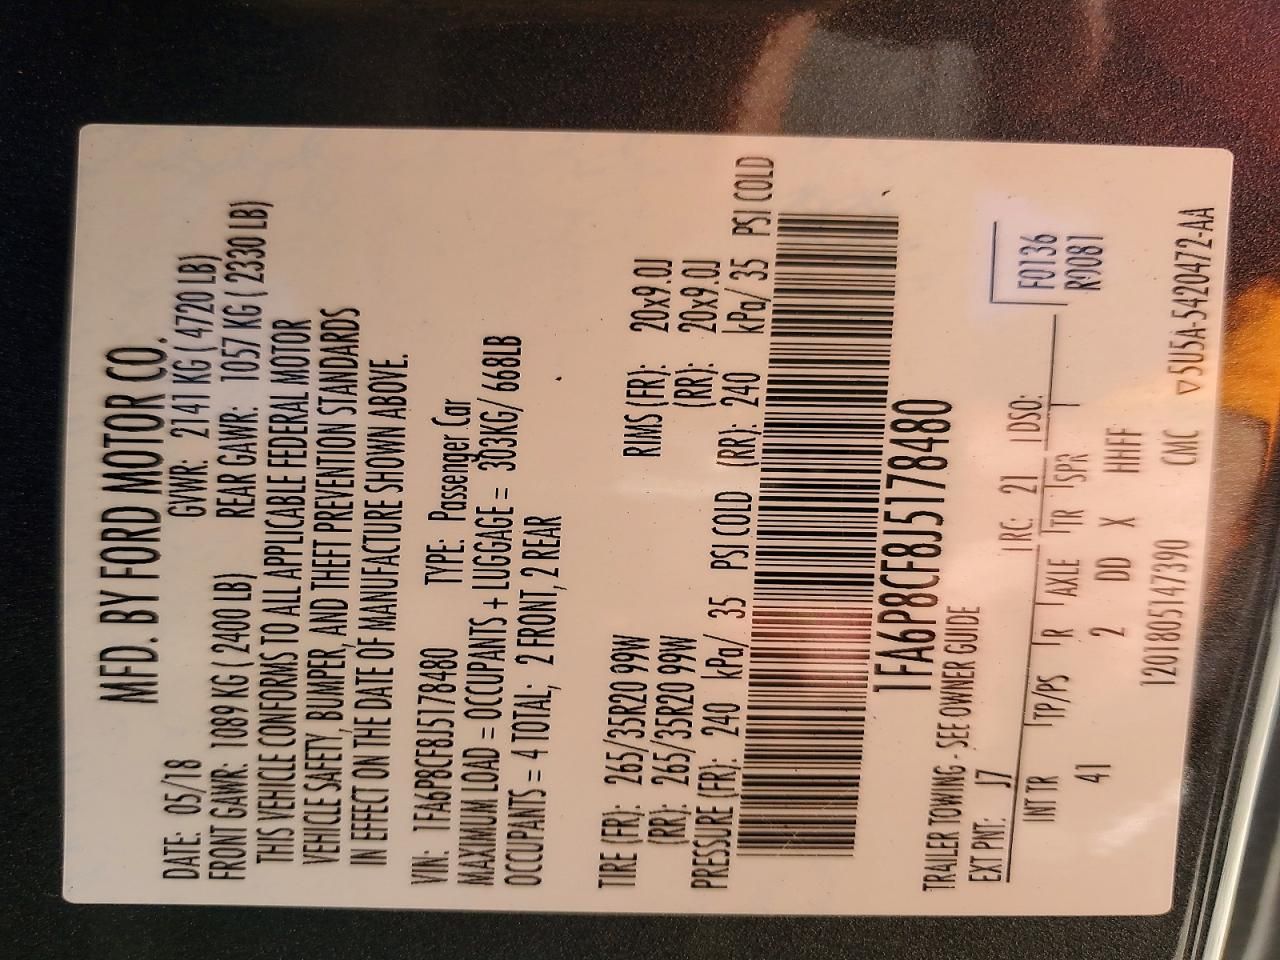 MFD. BY FORD MOTOR CO.
DATE: 05/18 GVWR: 2141 KG ( 4720 LB)
FRONT GAWR: 1089 KG ( 2400 LB) REAR GAWR: 1057 KG ( 2330 LB)
THIS VEHICLE CONFORMS TO ALL APPLICABLE FEDERAL MOTOR
VEHICLE SAFETY, BUMPER, AND THEFT PREVENTION STANDARDS
IN EFFECT ON THE DATE OF MANUFACTURE SHOWN ABOVE.
VIN: 1FA6P8CF8J5178480 TYPE: Passenger Car
MAXIMUM LOAD = OCCUPANTS + LUGGAGE = 303KG/ 668LB
OCCUPANTS = 4 TOTAL; 2 FRONT, 2 REAR
TIRE (FR): 265/35R20 99W RIMS (FR): 20x9.0J
(RR): 265/35R20 99W (RR): 20x9.0J
PRESSURE (FR): 240 kPa/ 35 PSI COLD (RR): 240 kPa/ 35 PSI COLD
1FA6P8CF8J5178480
TRAILER TOWING - SEE OWNER GUIDE
EXT PNT: J7 RC: 21 DSO: F0136
INT TR TP/PS R AXLE TR SPR R9081
41 2 DD X HHFF
1201805147390 CMC ▽5U5A-5420472-AA